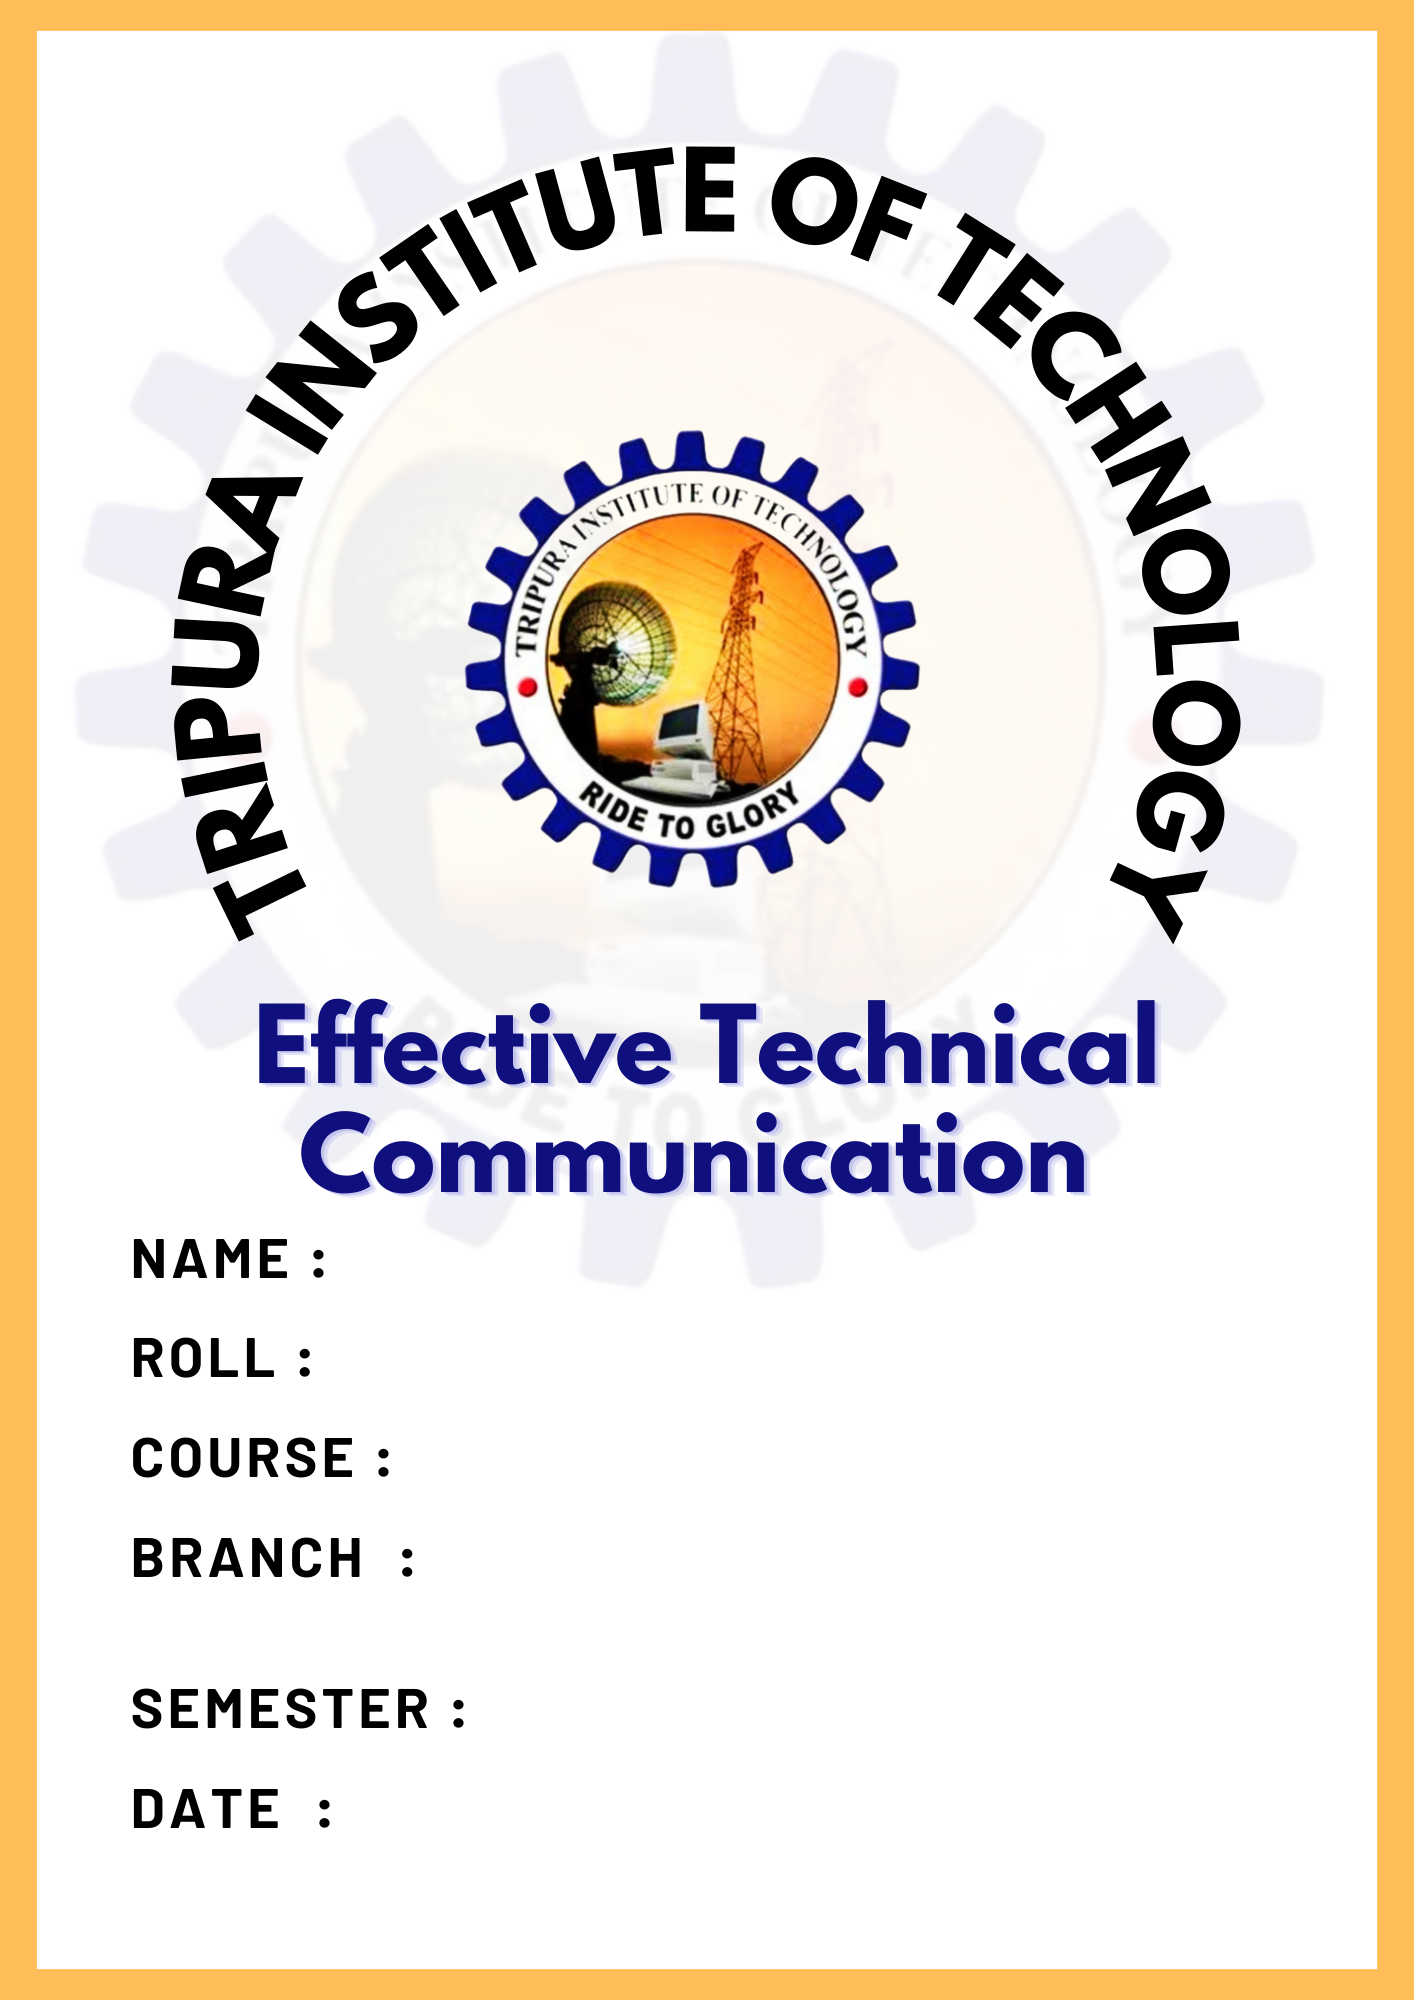 TRIPURA INSTITUTE OF TECHNOLOGY
TRIPURA INSTITUTE OF TECHNOLOGY
RIDE TO GLORY
Effective Technical
Communication
NAME :
ROLL :
COURSE :
BRANCH :
SEMESTER :
DATE :